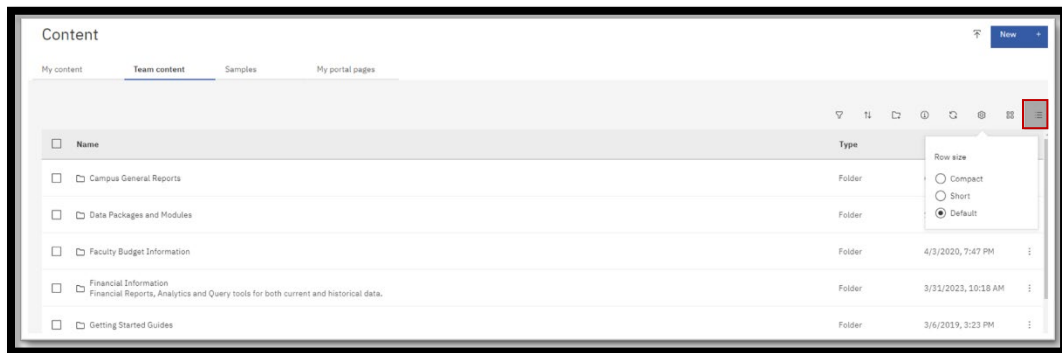 Content
New +
My content Team content Samples My portal pages
Name Type
Row size
Compact
Short
Default
Campus General Reports Folder
Data Packages and Modules Folder
Faculty Budget Information Folder 4/3/2020, 7:47 PM
Financial Information
Financial Reports, Analytics and Query tools for both current and historical data. Folder 3/31/2023, 10:18 AM
Getting Started Guides Folder 3/6/2019, 3:23 PM